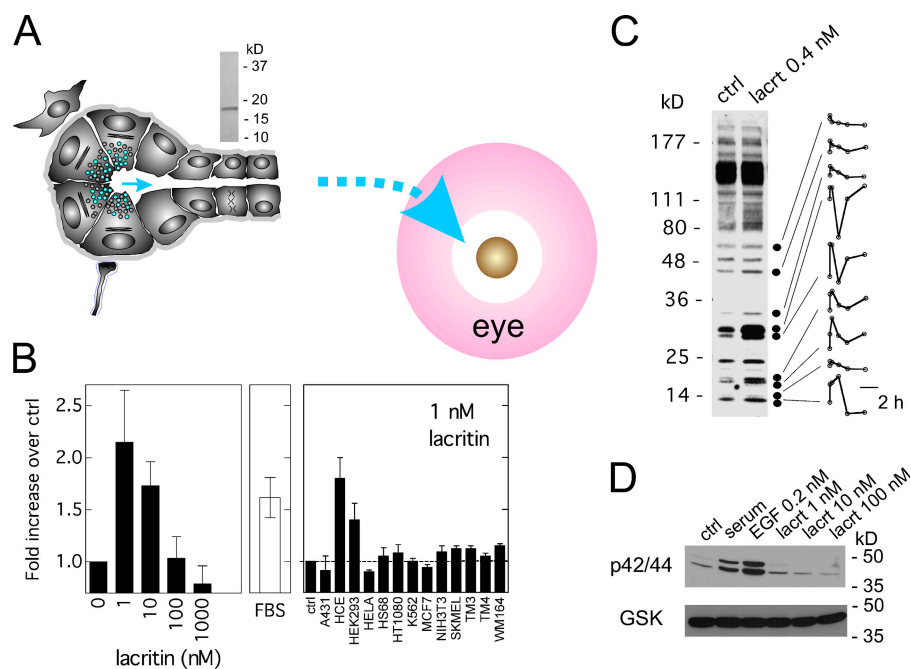 A
kD
- 37
- 20
- 15
- 10
eye
B
Fold increase over ctrl
2.5
2.0
1.5
1.0
0
1
10
100
1000
lacritin (nM)
FBS
1 nM
lacritin
ctrl
A431
HCE
HEK293
HELA
HS68
HT1080
K562
MCF7
NIH3T3
SKMEL
TM3
TM4
WM164
C
ctrl
lacrt 0.4 nM
kD
177 -
111 -
80 -
48 -
36 -
25 -
14 -
2 h
D
ctrl
serum
EGF 0.2 nM
lacrt 1 nM
lacrt 10 nM
lacrt 100 nM
kD
p42/44
- 50
- 35
GSK
- 50
- 35